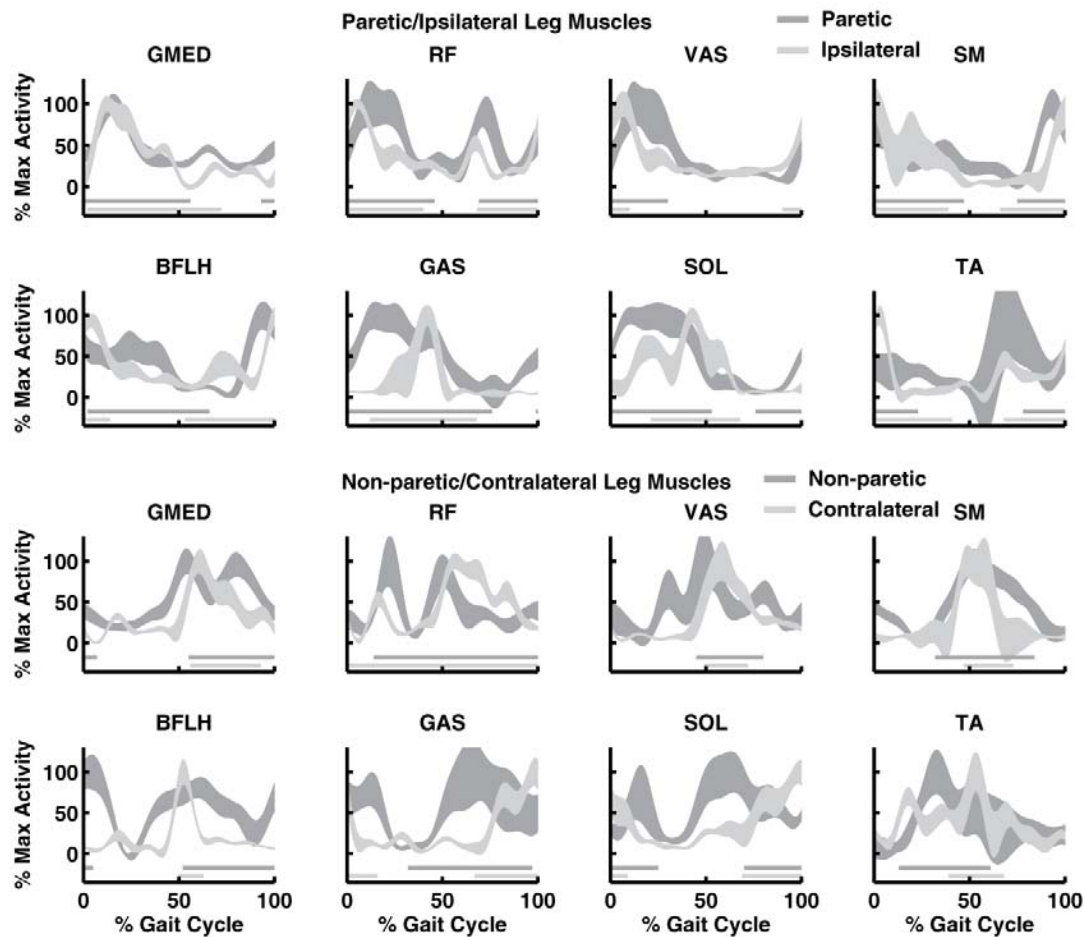 Paretic/Ipsilateral Leg Muscles
Paretic
Ipsilateral
GMED RF VAS SM
% Max Activity
100
50
0
BFLH GAS SOL TA
% Max Activity
100
50
0
Non-paretic/Contralateral Leg Muscles
Non-paretic
Contralateral
GMED RF VAS SM
% Max Activity
100
50
0
BFLH GAS SOL TA
% Max Activity
100
50
0
0 50 100 0 50 100 0 50 100 0 50 100
% Gait Cycle % Gait Cycle % Gait Cycle % Gait Cycle